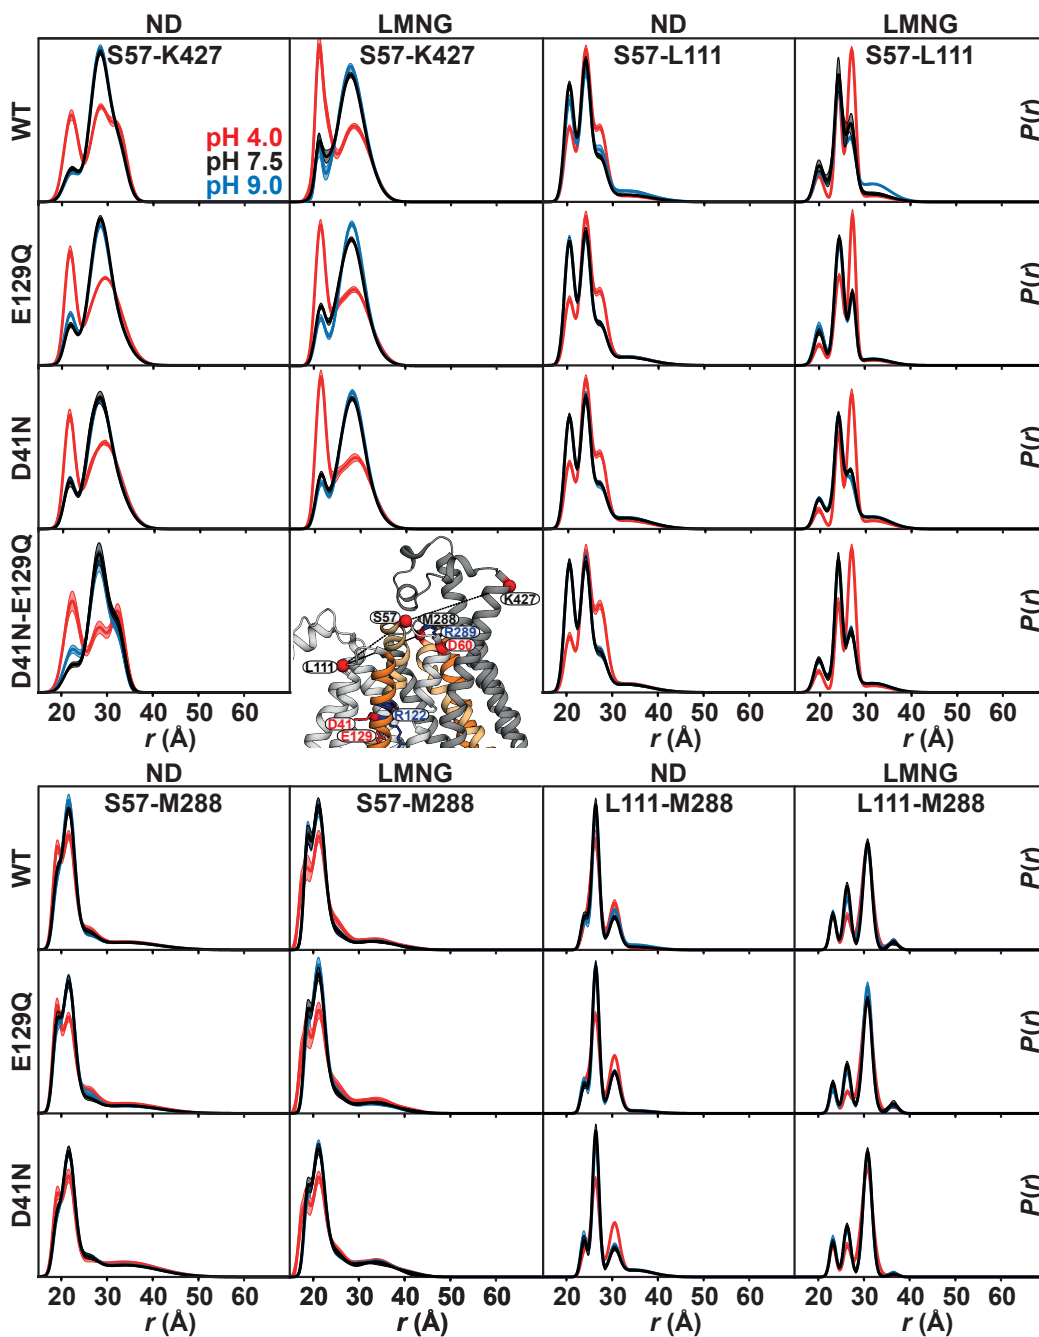 ND LMNG ND LMNG
S57-K427 S57-K427 S57-L111 S57-L111
WT
pH 4.0
pH 7.5
pH 9.0
P(r)
E129Q
P(r)
D41N
P(r)
D41N-E129Q
S57
M288
K427
R289
D60
L111
R122
D41
E129
P(r)
20 30 40 50 60 20 30 40 50 60 20 30 40 50 60
r (Å) r (Å) r (Å)
ND LMNG ND LMNG
S57-M288 S57-M288 L111-M288 L111-M288
WT
P(r)
E129Q
P(r)
D41N
P(r)
20 30 40 50 60 20 30 40 50 60 20 30 40 50 60 20 30 40 50 60
r (Å) r (Å) r (Å) r (Å)